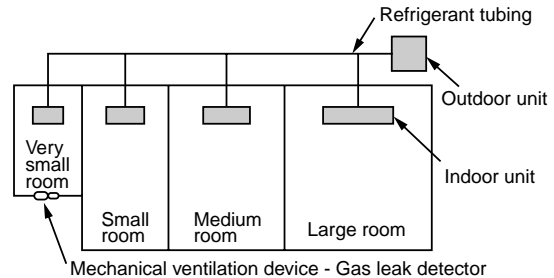 Refrigerant tubing
Outdoor unit
Very
small
room
Indoor unit
Small
room
Medium
room
Large room
Mechanical ventilation device - Gas leak detector